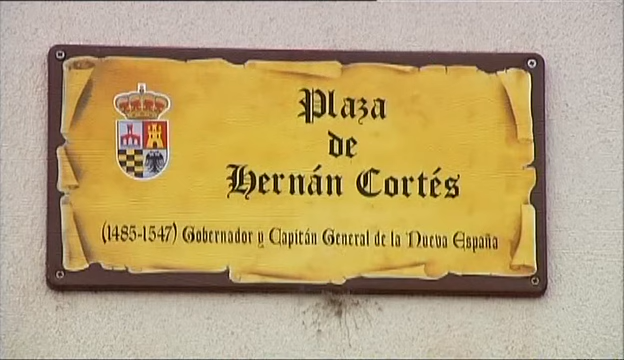 Plaza
de
Hernán Cortés
(1485-1547) Gobernador y Capitán General de la Nueva España